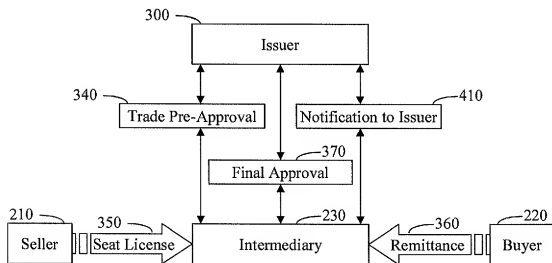 300
Issuer
340
410
Trade Pre-Approval
Notification to Issuer
370
Final Approval
210
350
230
360
220
Seller
Seat License
Intermediary
Remittance
Buyer